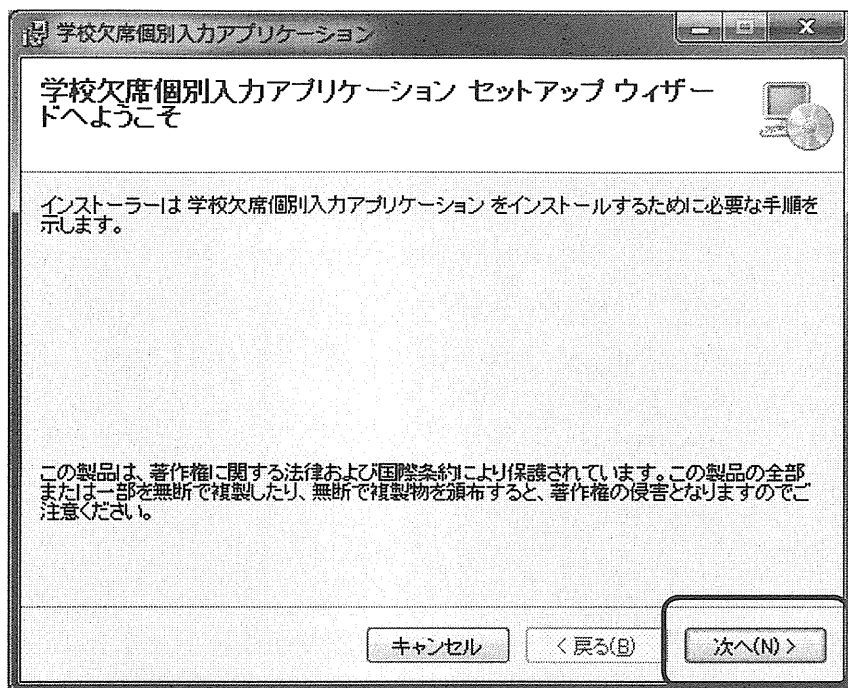 学校欠席個別入力アプリケーション
学校欠席個別入力アプリケーション セットアップ ウィザー
ドへようこそ
インストーラーは 学校欠席個別入力アプリケーション をインストールするために必要な手順を
示します。
この製品は、著作権に関する法律および国際条約により保護されています。この製品の全部
または一部を無断で複製したり、無断で複製物を頒布すると、著作権の侵害となりますのでご
注意ください。
キャンセル
< 戻る(B)
次へ(N) >